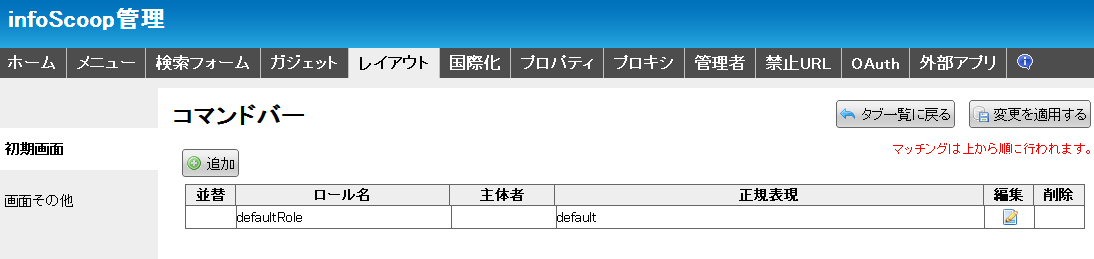 infoScoop管理
ホーム メニュー 検索フォーム ガジェット レイアウト 国際化 プロパティ プロキシ 管理者 禁止URL OAuth 外部アプリ
コマンドバー
タブ一覧に戻る 変更を適用する
初期画面
マッチングは上から順に行われます。
追加
並替 ロール名 主体者 正規表現 編集 削除
画面その他
defaultRole default